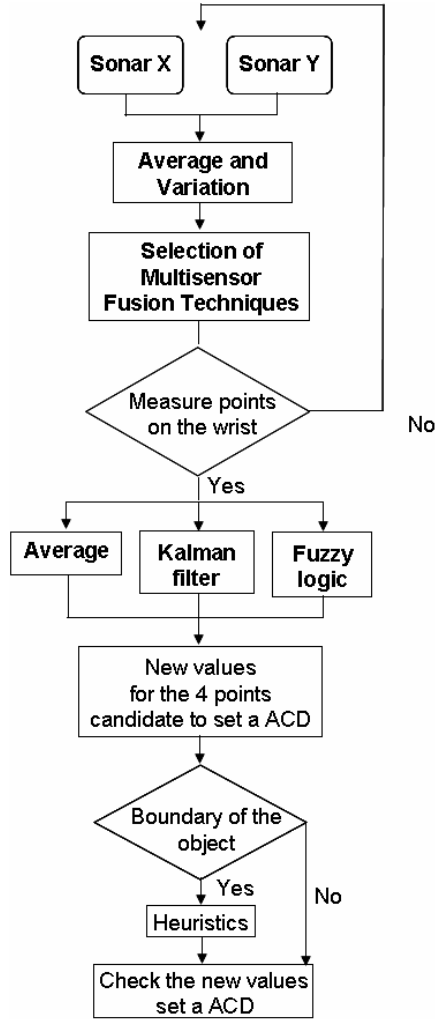 Sonar X
Sonar Y
Average and
Variation
Selection of
Multisensor
Fusion Techniques
Measure points
on the wrist
No
Yes
Average
Kalman
filter
Fuzzy
logic
New values
for the 4 points
candidate to set a ACD
Boundary of the
object
Yes
No
Heuristics
Check the new values
set a ACD